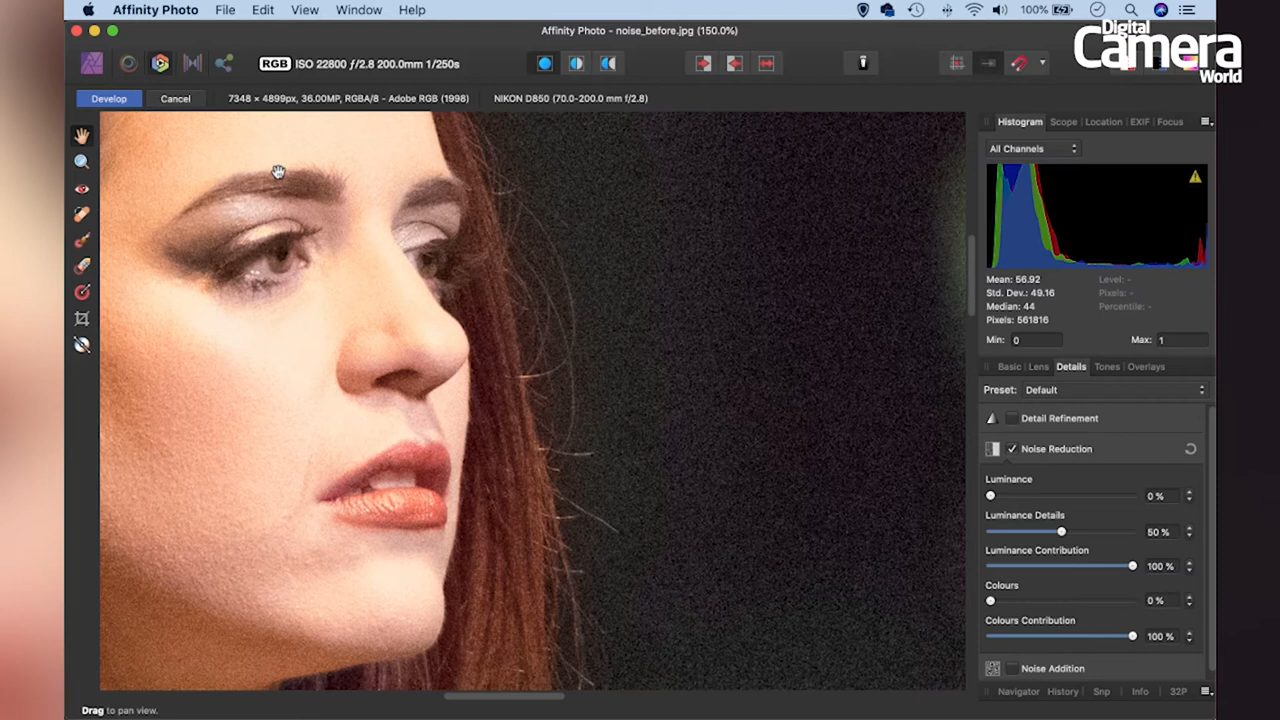 Affinity Photo File Edit View Window Help
100%
Affinity Photo - noise_before.jpg (150.0%)
Digital
Camera
World
RGB ISO 22800 ƒ/2.8 200.0mm 1/250s
Develop Cancel 7348 × 4899px, 36.00MP, RGBA/8 - Adobe RGB (1998) NIKON D850 (70.0-200.0 mm f/2.8)
Histogram Scope Location EXIF Focus
All Channels
Mean: 56.92 Level: -
Std. Dev.: 49.16 Pixels: -
Median: 44 Percentile: -
Pixels: 561816
Min: 0 Max: 1
Basic Lens Details Tones Overlays
Preset: Default
Detail Refinement
Noise Reduction
Luminance
0 %
Luminance Details
50 %
Luminance Contribution
100 %
Colours
0 %
Colours Contribution
100 %
Noise Addition
Navigator History Snp Info 32P
Drag to pan view.